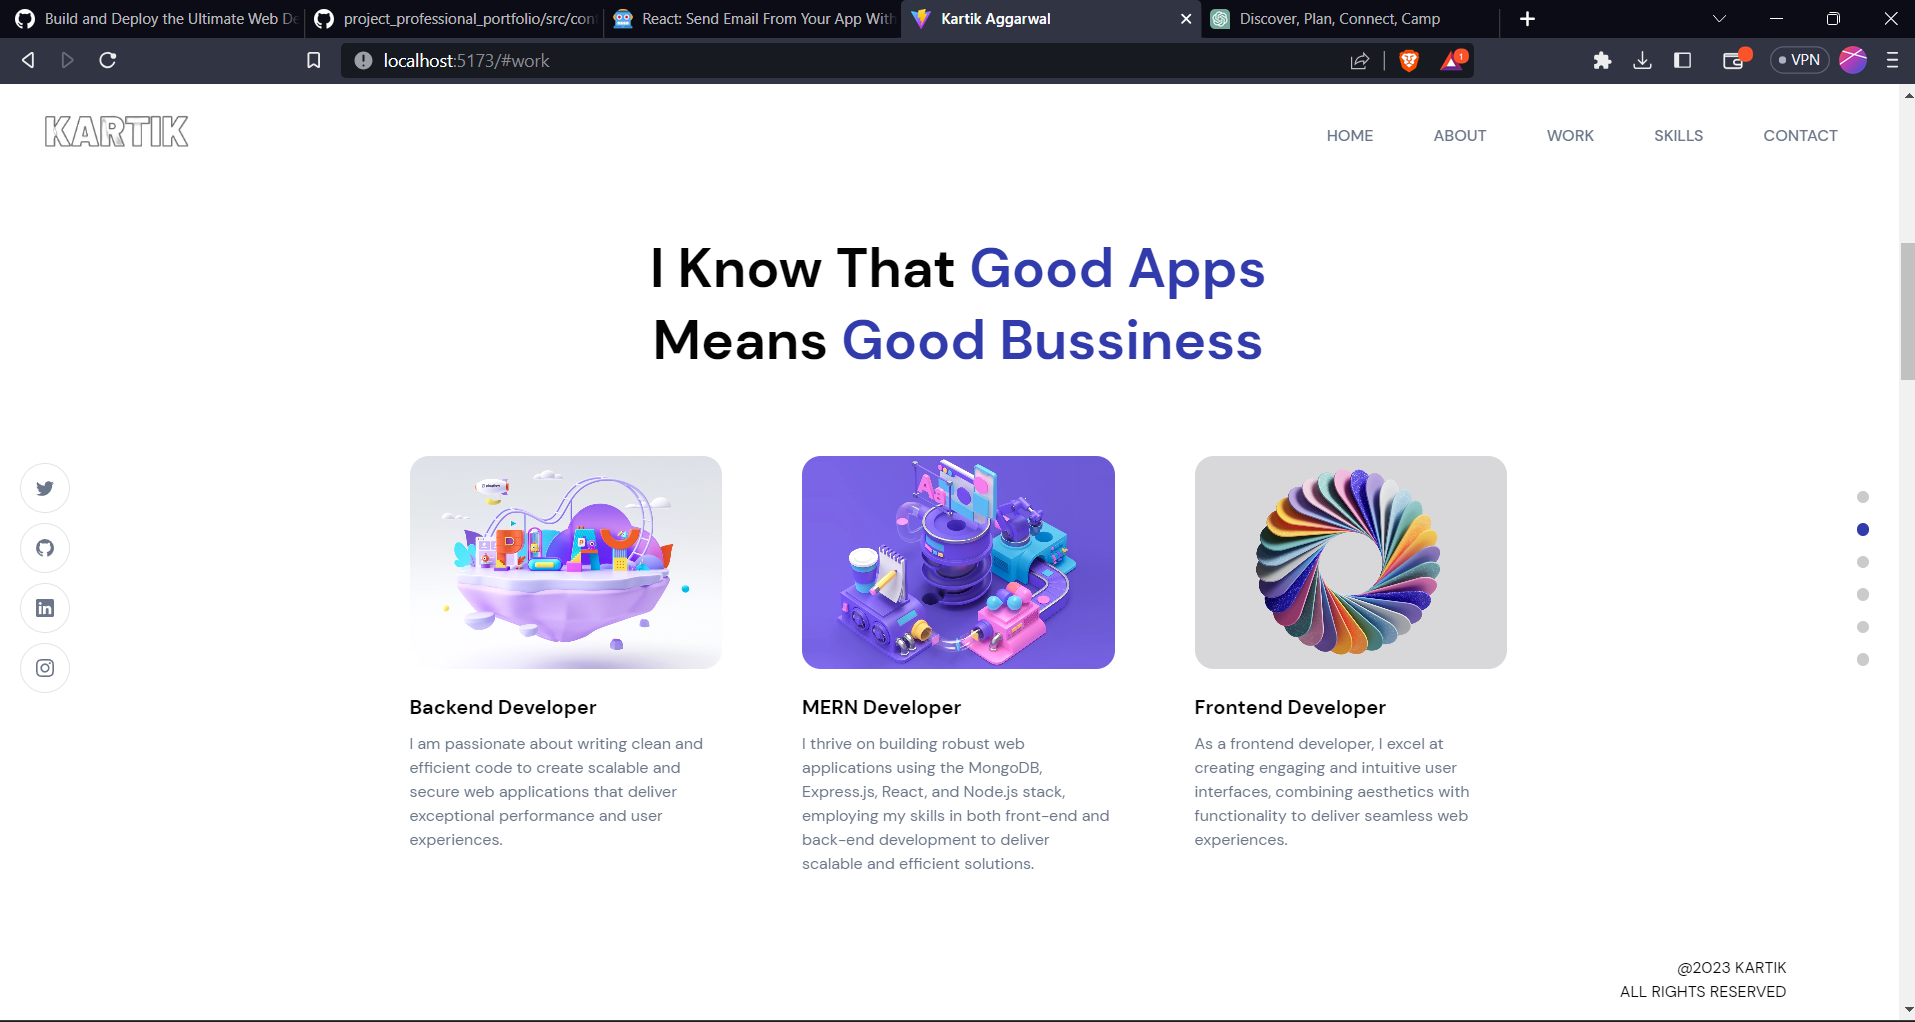 Build and Deploy the Ultimate Web De
project_professional_portfolio/src/con
React: Send Email From Your App With
Kartik Aggarwal
Discover, Plan, Connect, Camp
localhost:5173/#work
1
VPN
KARTIK
HOME
ABOUT
WORK
SKILLS
CONTACT
I Know That Good Apps
Means Good Bussiness
PLAY
Aa
Backend Developer
I am passionate about writing clean and
efficient code to create scalable and
secure web applications that deliver
exceptional performance and user
experiences.
MERN Developer
I thrive on building robust web
applications using the MongoDB,
Express.js, React, and Node.js stack,
employing my skills in both front-end and
back-end development to deliver
scalable and efficient solutions.
Frontend Developer
As a frontend developer, I excel at
creating engaging and intuitive user
interfaces, combining aesthetics with
functionality to deliver seamless web
experiences.
@2023 KARTIK
ALL RIGHTS RESERVED